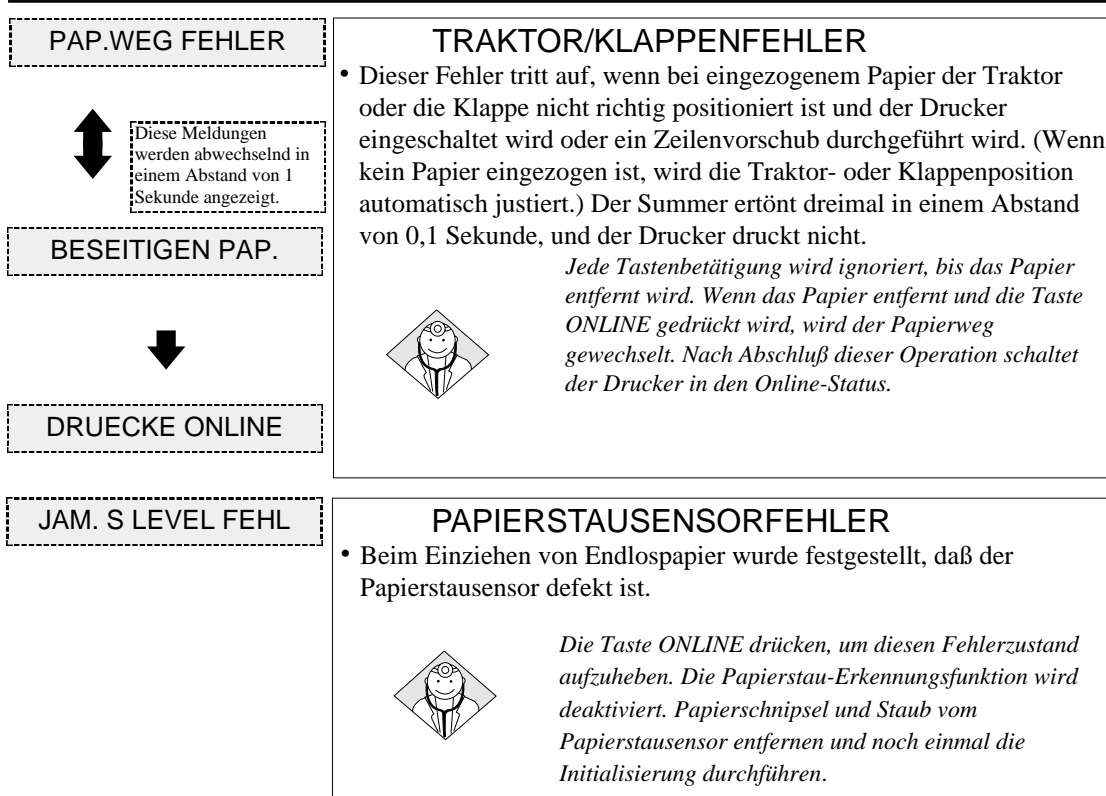 PAP.WEG FEHLER
Diese Meldungen
werden abwechselnd in
einem Abstand von 1
Sekunde angezeigt.
BESEITIGEN PAP.
DRUECKE ONLINE
TRAKTOR/KLAPPENFEHLER
• Dieser Fehler tritt auf, wenn bei eingezogenem Papier der Traktor
oder die Klappe nicht richtig positioniert ist und der Drucker
eingeschaltet wird oder ein Zeilenvorschub durchgeführt wird. (Wenn
kein Papier eingezogen ist, wird die Traktor- oder Klappenposition
automatisch justiert.) Der Summer ertönt dreimal in einem Abstand
von 0,1 Sekunde, und der Drucker druckt nicht.
Jede Tastenbetätigung wird ignoriert, bis das Papier
entfernt wird. Wenn das Papier entfernt und die Taste
ONLINE gedrückt wird, wird der Papierweg
gewechselt. Nach Abschluß dieser Operation schaltet
der Drucker in den Online-Status.
JAM. S LEVEL FEHL
PAPIERSTAUSENSORFEHLER
• Beim Einziehen von Endlospapier wurde festgestellt, daß der
Papierstausensor defekt ist.
Die Taste ONLINE drücken, um diesen Fehlerzustand
aufzuheben. Die Papierstau-Erkennungsfunktion wird
deaktiviert. Papierschnipsel und Staub vom
Papierstausensor entfernen und noch einmal die
Initialisierung durchführen.